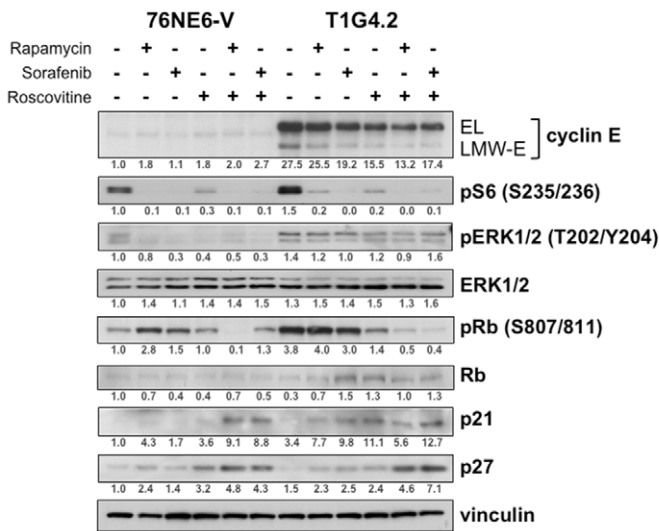 76NE6-V T1G4.2
Rapamycin - + - - + - - + - - + -
Sorafenib - - + - - + - - + - - +
Roscovitine - - - + + + - - - + + +
EL
LMW-E
cyclin E
1.0 1.8 1.1 1.8 2.0 2.7 27.5 25.5 19.2 15.5 13.2 17.4
pS6 (S235/236)
1.0 0.1 0.1 0.3 0.1 0.1 1.5 0.2 0.0 0.2 0.0 0.1
pERK1/2 (T202/Y204)
1.0 0.8 0.3 0.4 0.5 0.3 1.4 1.2 1.0 1.2 0.9 1.6
ERK1/2
1.0 1.4 1.1 1.4 1.4 1.5 1.3 1.5 1.4 1.5 1.3 1.6
pRb (S807/811)
1.0 2.8 1.5 1.0 0.1 1.3 3.8 4.0 3.0 1.4 0.5 0.4
Rb
1.0 0.7 0.4 0.4 0.7 0.5 0.3 0.7 1.5 1.3 1.0 1.3
p21
1.0 4.3 1.7 3.6 9.1 8.8 3.4 7.7 9.8 11.1 5.6 12.7
p27
1.0 2.4 1.4 3.2 4.8 4.3 1.5 2.3 2.5 2.4 4.6 7.1
vinculin